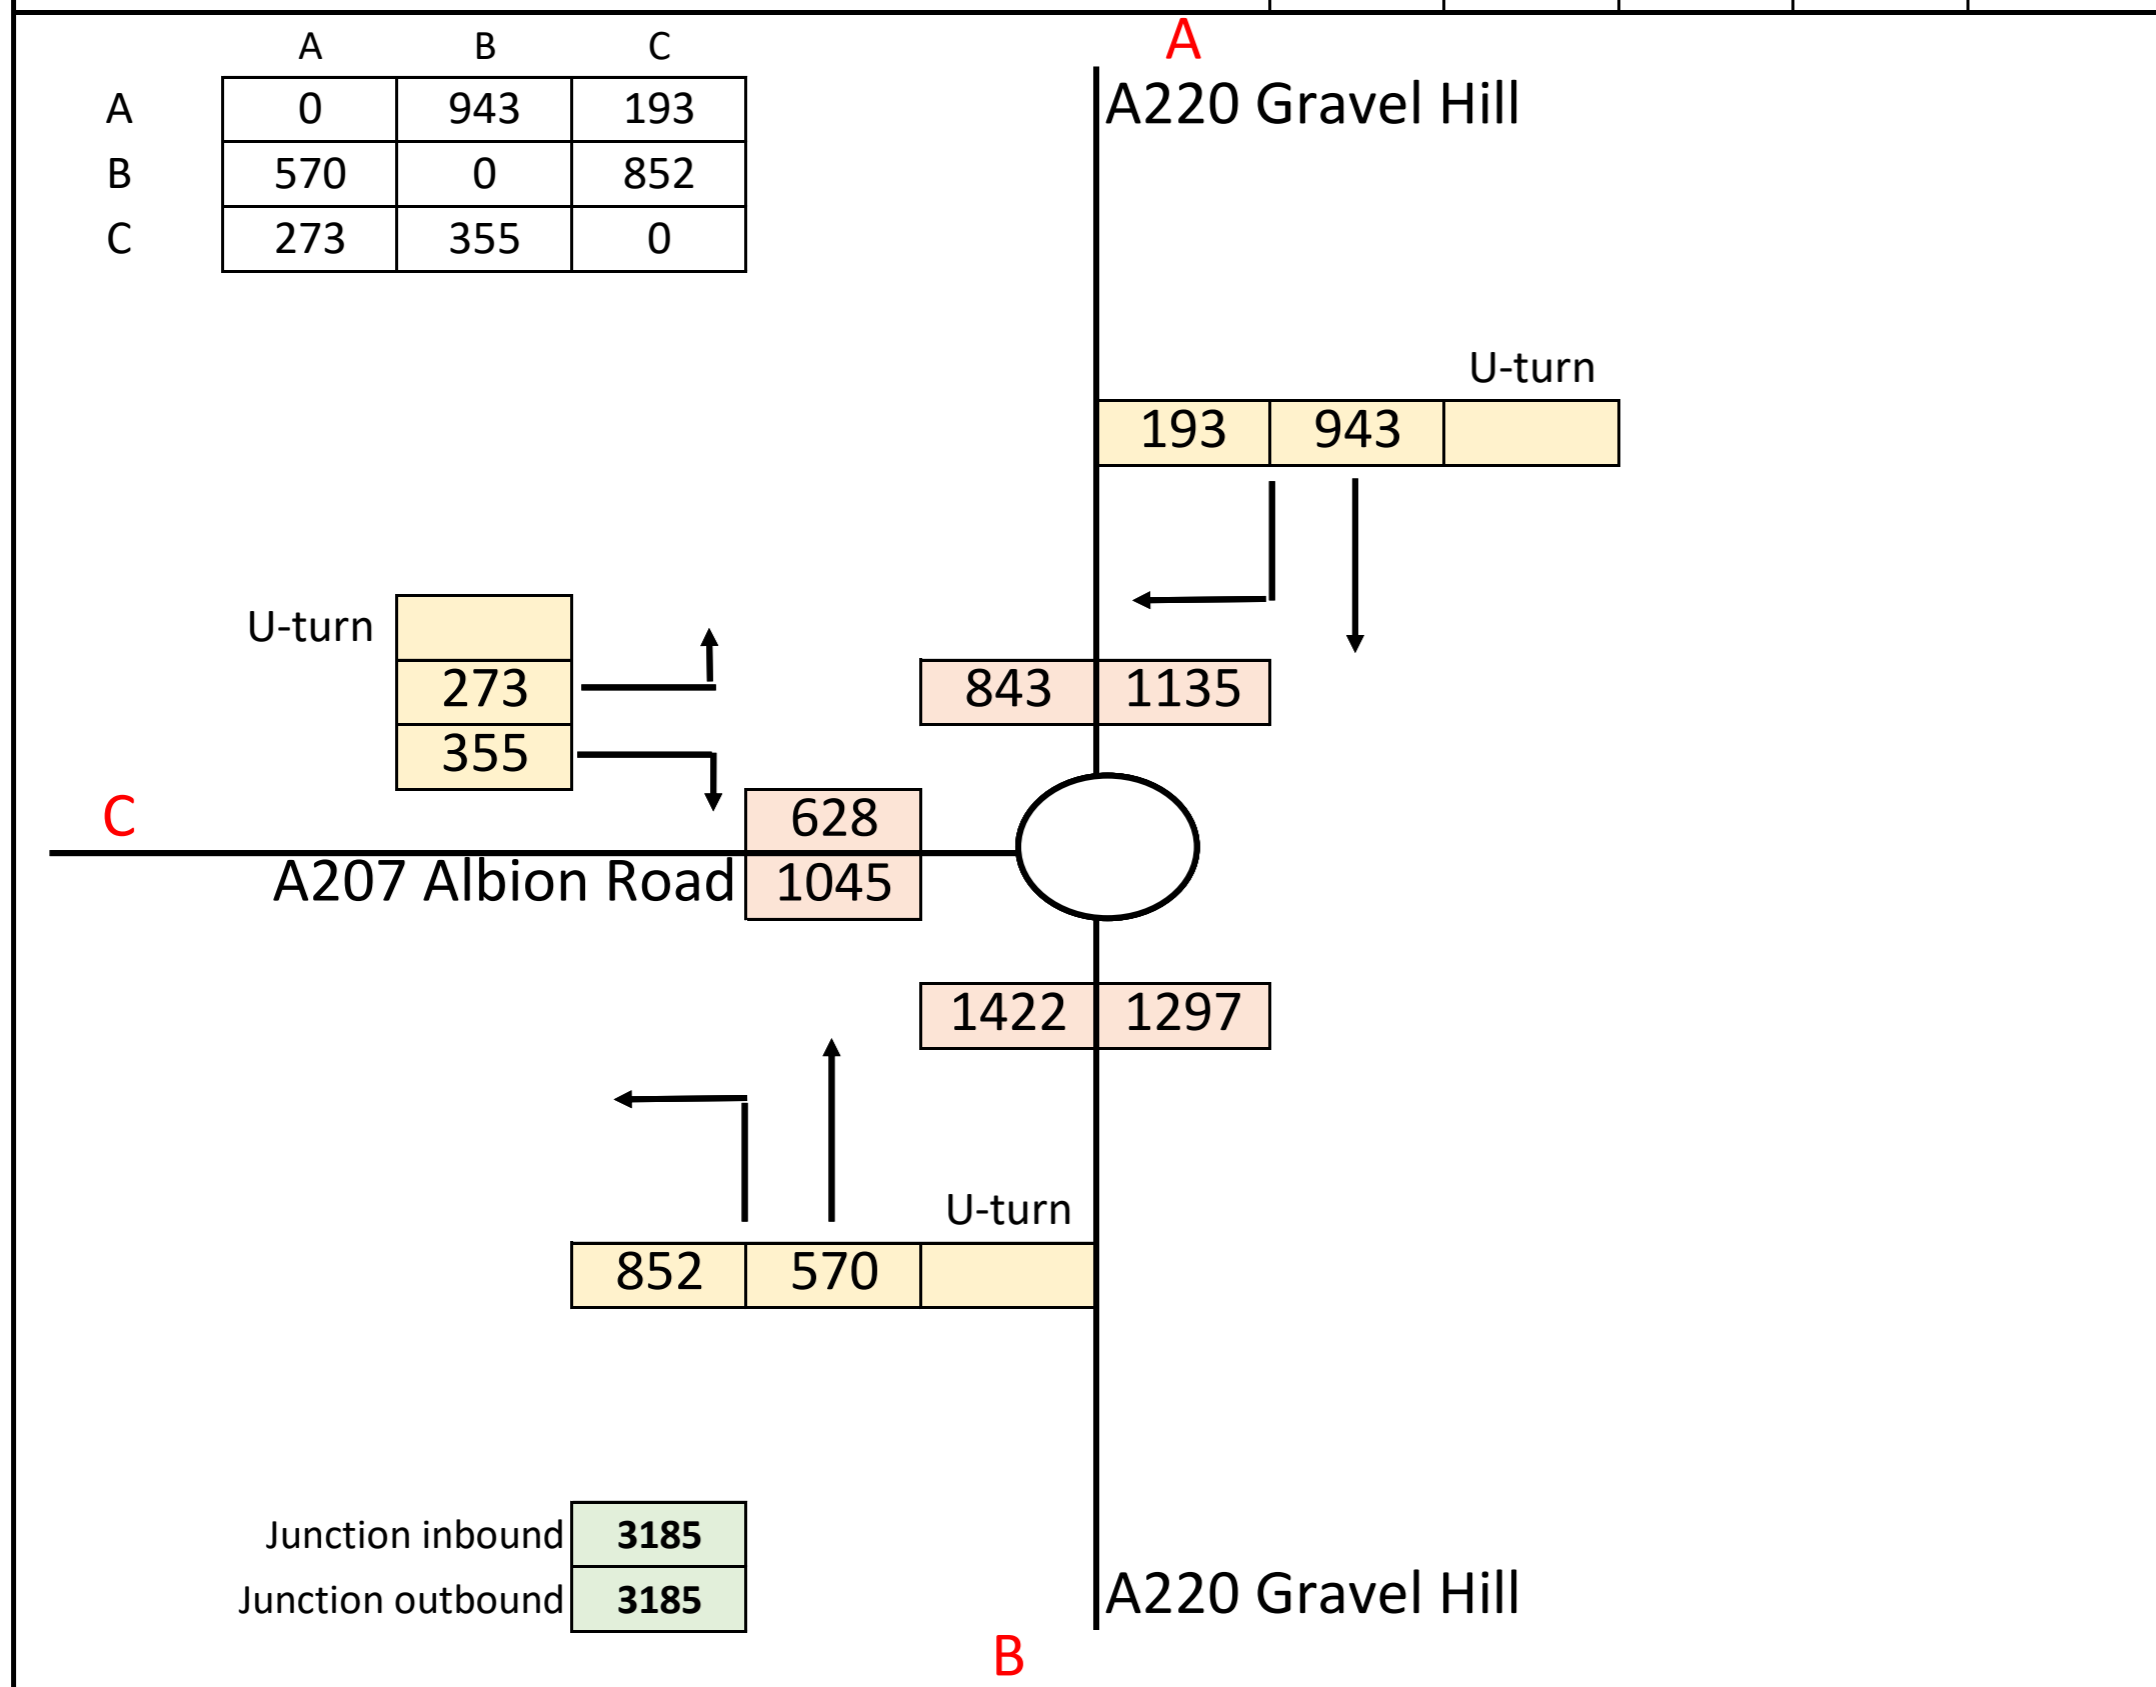 A
A B C
A220 Gravel Hill
A 0 943 193
B 570 0 852
C 273 355 0
U-turn
193 943
U-turn
273
843 1135
355
C
628
A207 Albion Road 1045
1422 1297
U-turn
852 570
Junction inbound 3185
Junction outbound 3185
A220 Gravel Hill
B